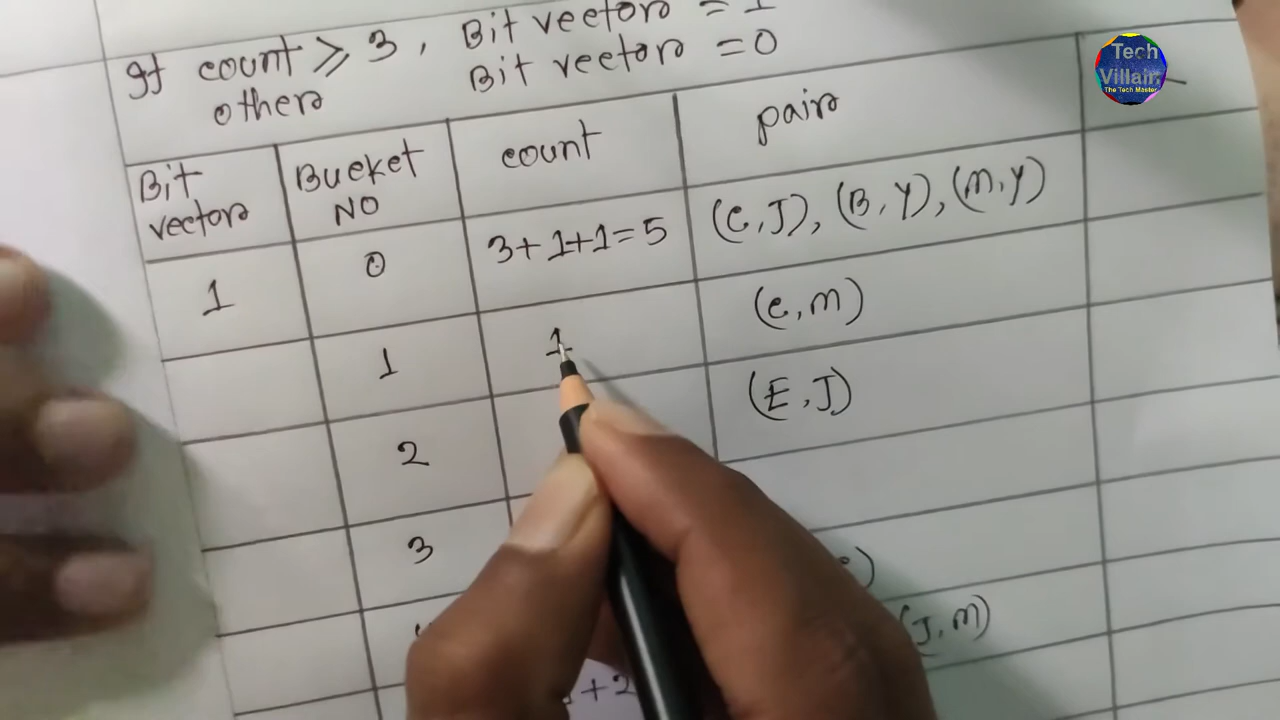 If count ≥ 3, Bit vector = 1
other Bit vector = 0
Bit vector Bucket NO count pair
1 0 3+1+1=5 (C,J), (B,Y), (M,Y)
1 1 (C,M)
2 (E,J)
3
(J,M)
+2
Tech
Villain
The Tech Master